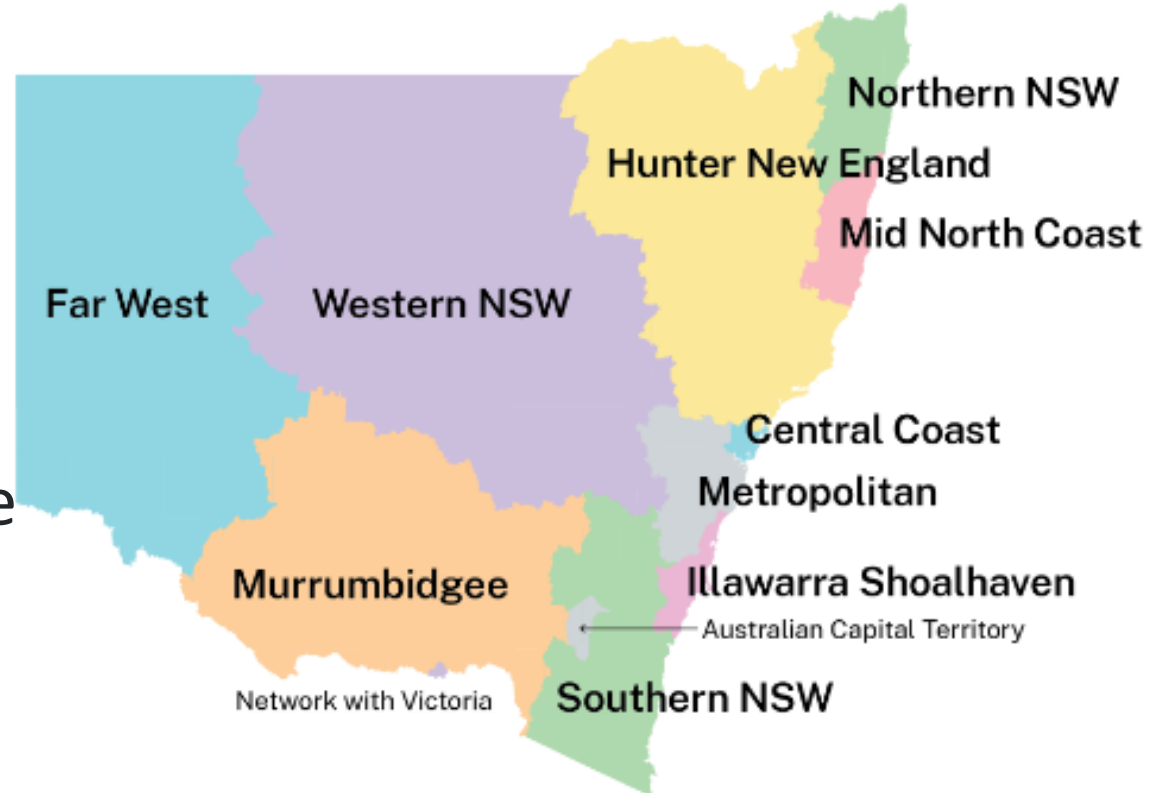 Northern NSW
Hunter New England
Mid North Coast
Far West
Western NSW
Central Coast
Metropolitan
e
Murrumbidgee
Illawarra Shoalhaven
Australian Capital Territory
Network with Victoria
Southern NSW